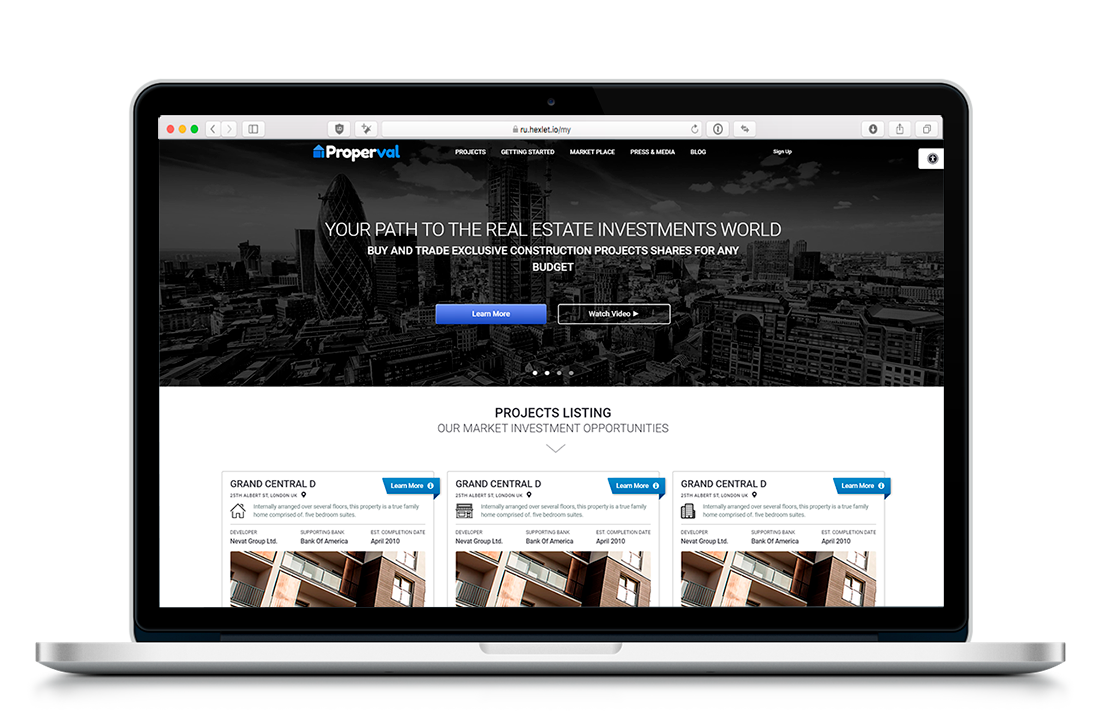 ru.hexlet.io/my
Properval
PROJECTS GETTING STARTED MARKET PLACE PRESS & MEDIA BLOG Sign Up
YOUR PATH TO THE REAL ESTATE INVESTMENTS WORLD
BUY AND TRADE EXCLUSIVE CONSTRUCTION PROJECTS SHARES FOR ANY
BUDGET
Learn More Watch Video
PROJECTS LISTING
OUR MARKET INVESTMENT OPPORTUNITIES
GRAND CENTRAL D
Learn More
25TH ALBERT ST, LONDON UK
Internally arranged over several floors, this property is a true family
home comprised of. five bedroom suites.
DEVELOPER SUPPORTING BANK EST. COMPLETION DATE
Nevat Group Ltd. Bank Of America April 2010
GRAND CENTRAL D
Learn More
25TH ALBERT ST, LONDON UK
Internally arranged over several floors, this property is a true family
home comprised of. five bedroom suites.
DEVELOPER SUPPORTING BANK EST. COMPLETION DATE
Nevat Group Ltd. Bank Of America April 2010
GRAND CENTRAL D
Learn More
25TH ALBERT ST, LONDON UK
Internally arranged over several floors, this property is a true family
home comprised of. five bedroom suites.
DEVELOPER SUPPORTING BANK EST. COMPLETION DATE
Nevat Group Ltd. Bank Of America April 2010